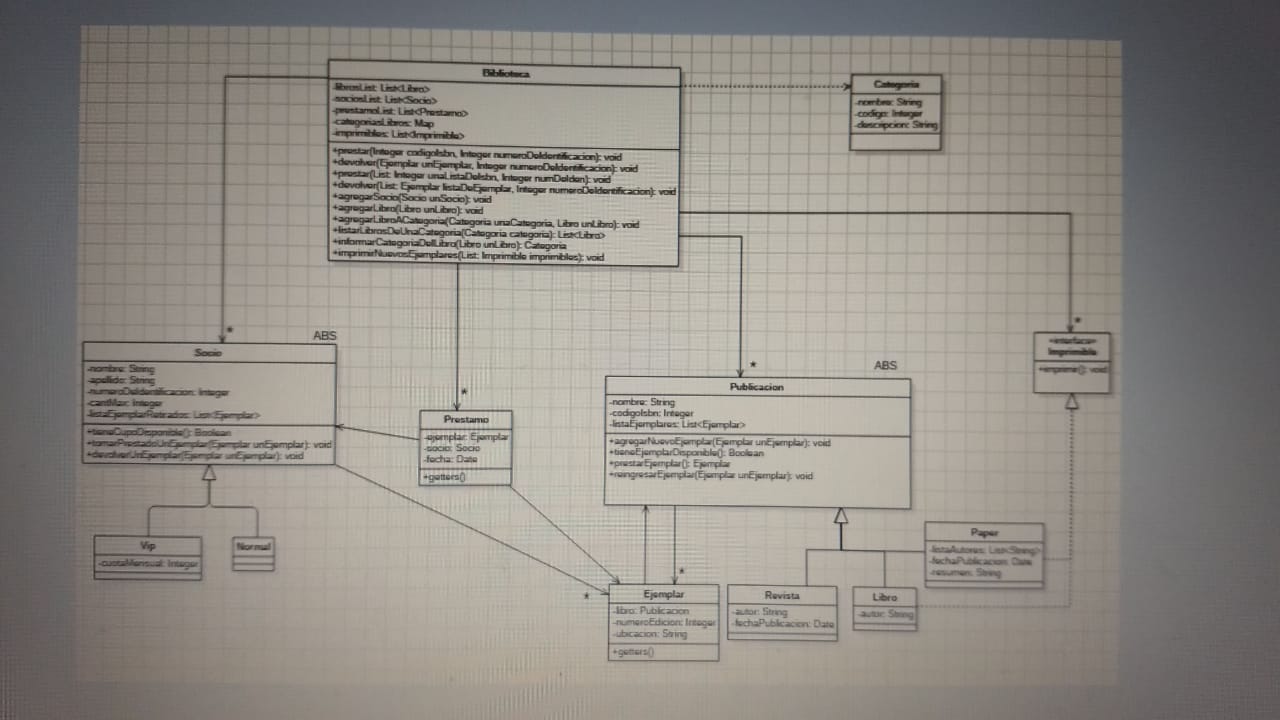 Biblioteca
-librosList: List<Libro>
-sociosList: List<Socio>
-prestamoList: List<Prestamo>
-categoriasLibros: Map
-imprimibles: List<Imprimible>
+prestar(Integer codigoIsbn, Integer numeroDeIdentificacion): void
+devolver(Ejemplar unEjemplar, Integer numeroDeIdentificacion): void
+prestar(List: Integer unaListaDeIsbn, Integer numDeIden): void
+devolver(List: Ejemplar listaDeEjemplar, Integer numeroDeIdentificacion): void
+agregarSocio(Socio unSocio): void
+agregarLibro(Libro unLibro): void
+agregarLibroACategoria(Categoria unaCategoria, Libro unLibro): void
+listarLibrosDeUnaCategoria(Categoria categoria): List<Libro>
+informarCategoriaDelLibro(Libro unLibro): Categoria
+imprimirNuevosEjemplares(List: Imprimible imprimibles): void
Categoria
-nombre: String
-codigo: Integer
-descripcion: String
*
ABS
Socio
-nombre: String
-apellido: String
-numeroDeIdentificacion: Integer
-cantMax: Integer
-listaEjemplarRetirados: List<Ejemplar>
+tieneCupoDisponible(): Boolean
+tomarPrestadoUnEjemplar(Ejemplar unEjemplar): void
+devolverUnEjemplar(Ejemplar unEjemplar): void
*
Prestamo
-ejemplar: Ejemplar
-socio: Socio
-fecha: Date
+getters()
*
ABS
Publicacion
-nombre: String
-codigoIsbn: Integer
-listaEjemplares: List<Ejemplar>
+agregarNuevoEjemplar(Ejemplar unEjemplar): void
+tieneEjemplarDisponible(): Boolean
+prestarEjemplar(): Ejemplar
+reingresarEjemplar(Ejemplar unEjemplar): void
*
«interface»
Imprimible
+imprime(): void
Vip
-cuotaMensual: Integer
Normal
*
*
Ejemplar
-libro: Publicacion
-numeroEdicion: Integer
-ubicacion: String
+getters()
Revista
-autor: String
-fechaPublicacion: Date
Libro
-autor: String
Paper
-listaAutores: List<String>
-fechaPublicacion: Date
-resumen: String